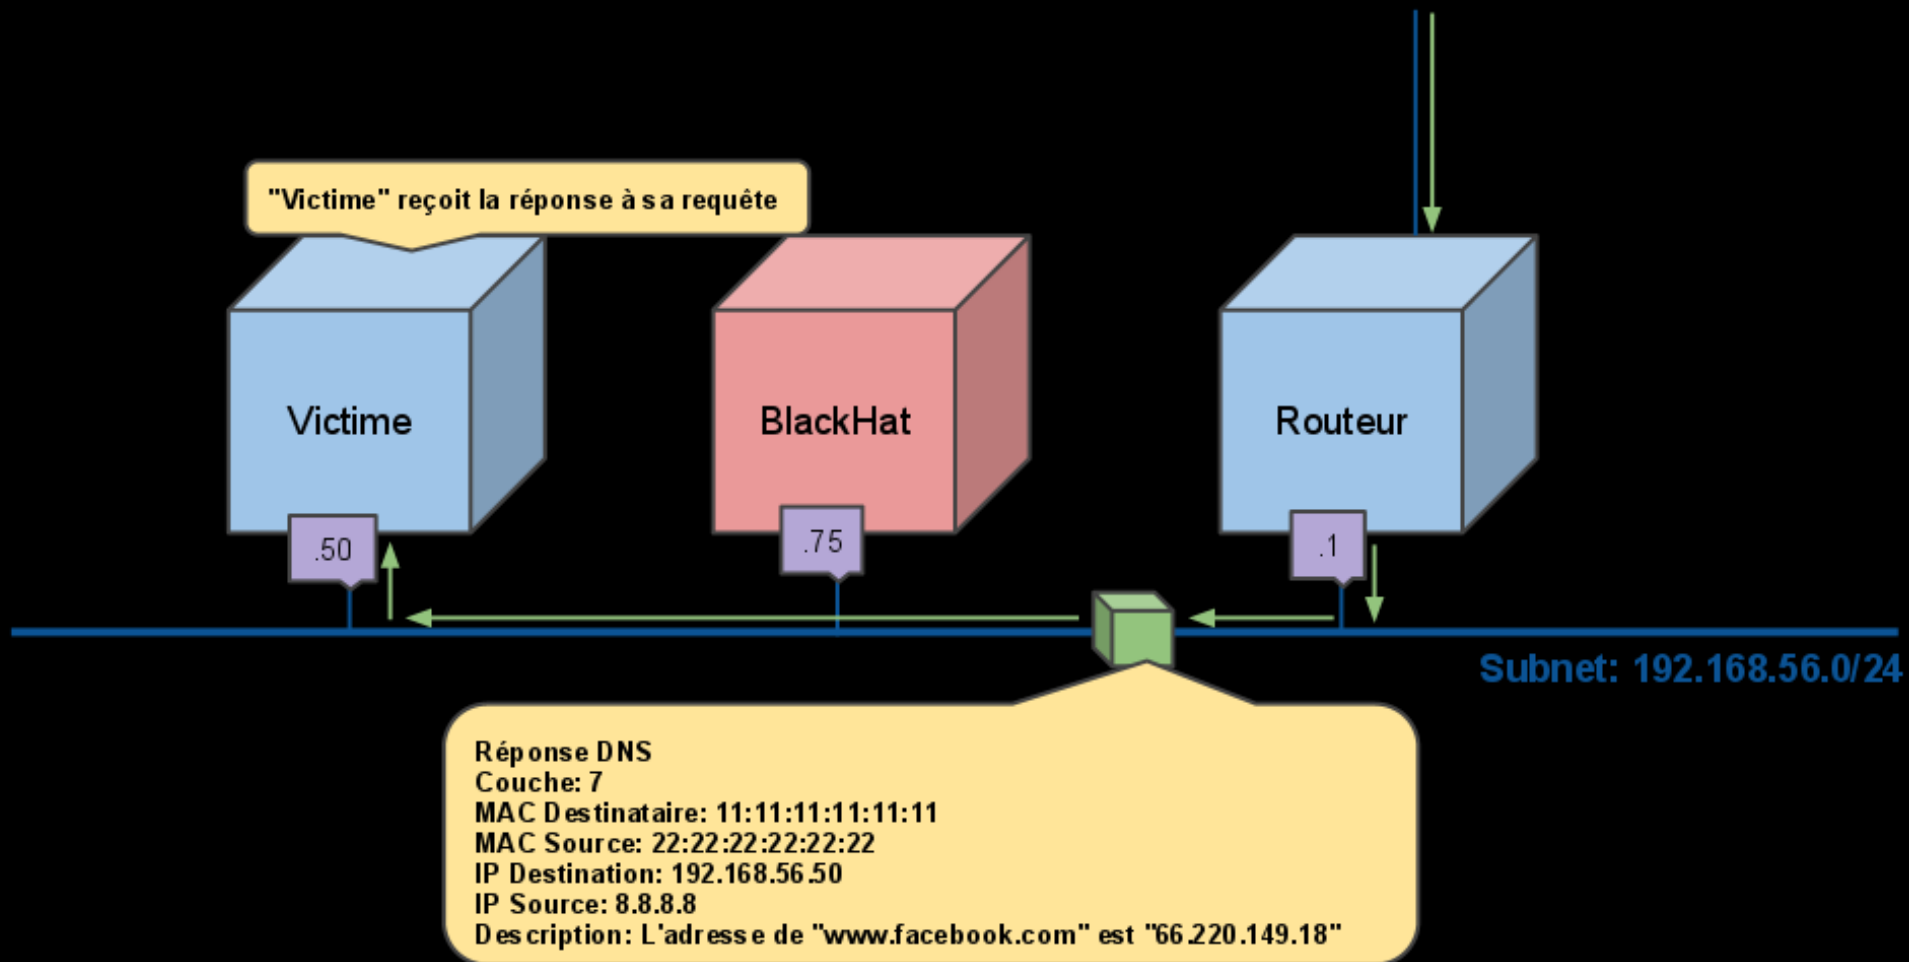 "Victime" reçoit la réponse à sa requête
Victime
BlackHat
Routeur
.50
.75
.1
Subnet: 192.168.56.0/24
Réponse DNS
Couche: 7
MAC Destinataire: 11:11:11:11:11:11
MAC Source: 22:22:22:22:22:22
IP Destination: 192.168.56.50
IP Source: 8.8.8.8
Description: L'adresse de "www.facebook.com" est "66.220.149.18"